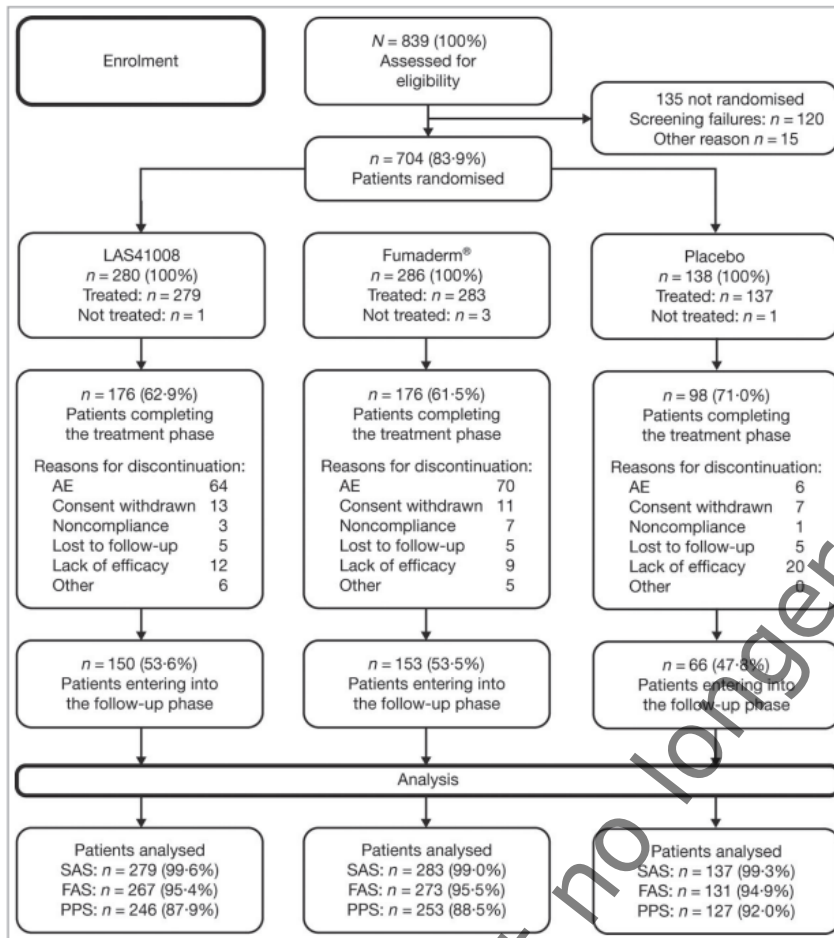 Enrolment
N = 839 (100%)
Assessed for
eligibility
135 not randomised
Screening failures: n = 120
Other reason n = 15
n = 704 (83·9%)
Patients randomised
LAS41008
n = 280 (100%)
Treated: n = 279
Not treated: n = 1
Fumaderm®
n = 286 (100%)
Treated: n = 283
Not treated: n = 3
Placebo
n = 138 (100%)
Treated: n = 137
Not treated: n = 1
n = 176 (62·9%)
Patients completing
the treatment phase
Reasons for discontinuation:
AE 64
Consent withdrawn 13
Noncompliance 3
Lost to follow-up 5
Lack of efficacy 12
Other 6
n = 176 (61·5%)
Patients completing
the treatment phase
Reasons for discontinuation:
AE 70
Consent withdrawn 11
Noncompliance 7
Lost to follow-up 5
Lack of efficacy 9
Other 5
n = 98 (71·0%)
Patients completing
the treatment phase
Reasons for discontinuation:
AE 6
Consent withdrawn 7
Noncompliance 1
Lost to follow-up 5
Lack of efficacy 20
Other 0
n = 150 (53·6%)
Patients entering into
the follow-up phase
n = 153 (53·5%)
Patients entering into
the follow-up phase
n = 66 (47·8%)
Patients entering into
the follow-up phase
Analysis
Patients analysed
SAS: n = 279 (99·6%)
FAS: n = 267 (95·4%)
PPS: n = 246 (87·9%)
Patients analysed
SAS: n = 283 (99·0%)
FAS: n = 273 (95·5%)
PPS: n = 253 (88·5%)
Patients analysed
SAS: n = 137 (99·3%)
FAS: n = 131 (94·9%)
PPS: n = 127 (92·0%)
no longer